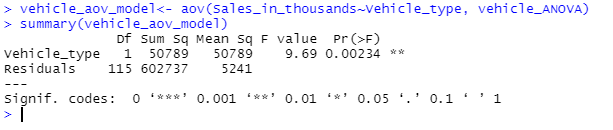 > vehicle_aov_model<- aov(Sales_in_thousands~Vehicle_type, vehicle_ANOVA)
> summary(vehicle_aov_model)
              Df Sum Sq Mean Sq F value  Pr(>F)
Vehicle_type   1  50789   50789    9.69 0.00234 **
Residuals    115 602737    5241
---
Signif. codes:  0 ‘***’ 0.001 ‘**’ 0.01 ‘*’ 0.05 ‘.’ 0.1 ‘ ’ 1
>